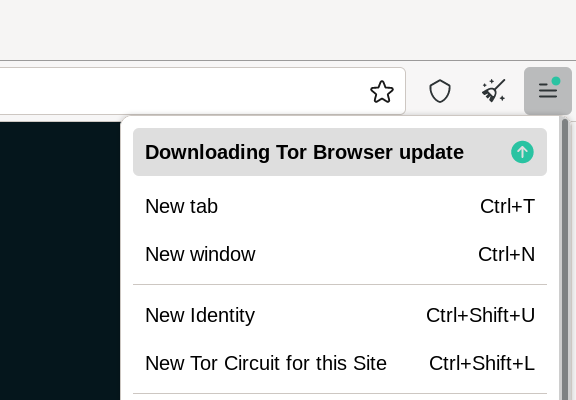 Downloading Tor Browser update
New tab Ctrl+T
New window Ctrl+N
New Identity Ctrl+Shift+U
New Tor Circuit for this Site Ctrl+Shift+L